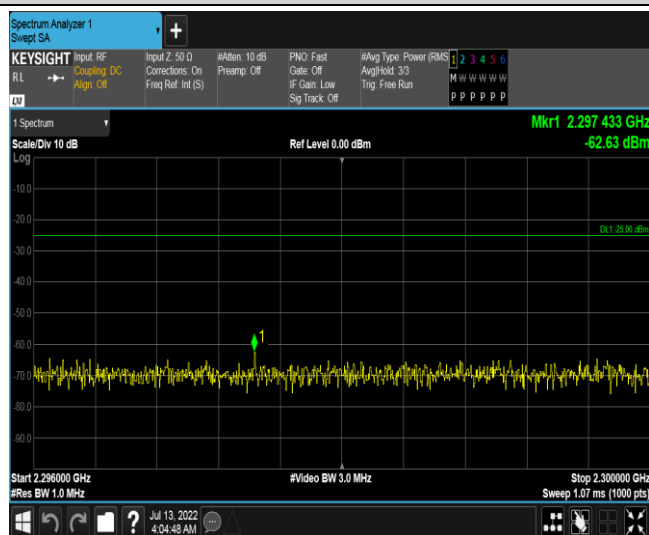 Spectrum Analyzer 1
Swept SA
+
KEYSIGHT
RL
LXI
Input: RF
Coupling: DC
Align: Off
Input Z: 50 Ω
Corrections: On
Freq Ref: Int (S)
#Atten: 10 dB
Preamp: Off
PNO: Fast
Gate: Off
IF Gain: Low
Sig Track: Off
#Avg Type: Power (RMS
Avg|Hold: 3/3
Trig: Free Run
1 2 3 4 5 6
M W W W W W
P P P P P P
1 Spectrum
Mkr1 2.297 433 GHz
Scale/Div 10 dB
Ref Level 0.00 dBm
-62.63 dBm
Log
-10.0
-20.0
DL1 -25.00 dBm
-30.0
-40.0
-50.0
1
-60.0
-70.0
-80.0
-90.0
Start 2.296000 GHz
#Video BW 3.0 MHz
Stop 2.300000 GHz
#Res BW 1.0 MHz
Sweep 1.07 ms (1000 pts)
?
Jul 13, 2022
4:04:48 AM